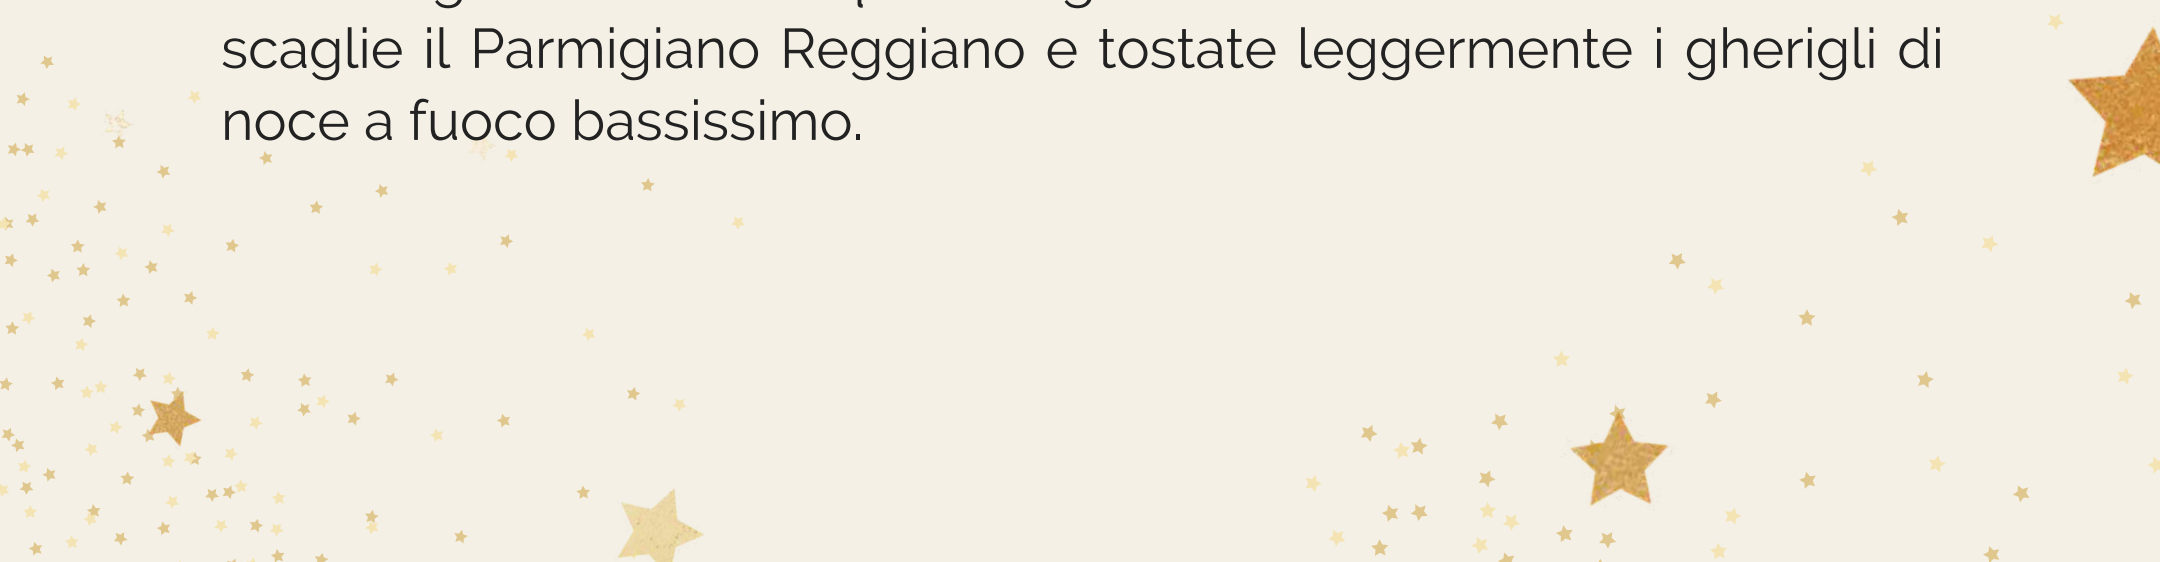 scaglie il Parmigiano Reggiano e tostate leggermente i gherigli di
noce a fuoco bassissimo.